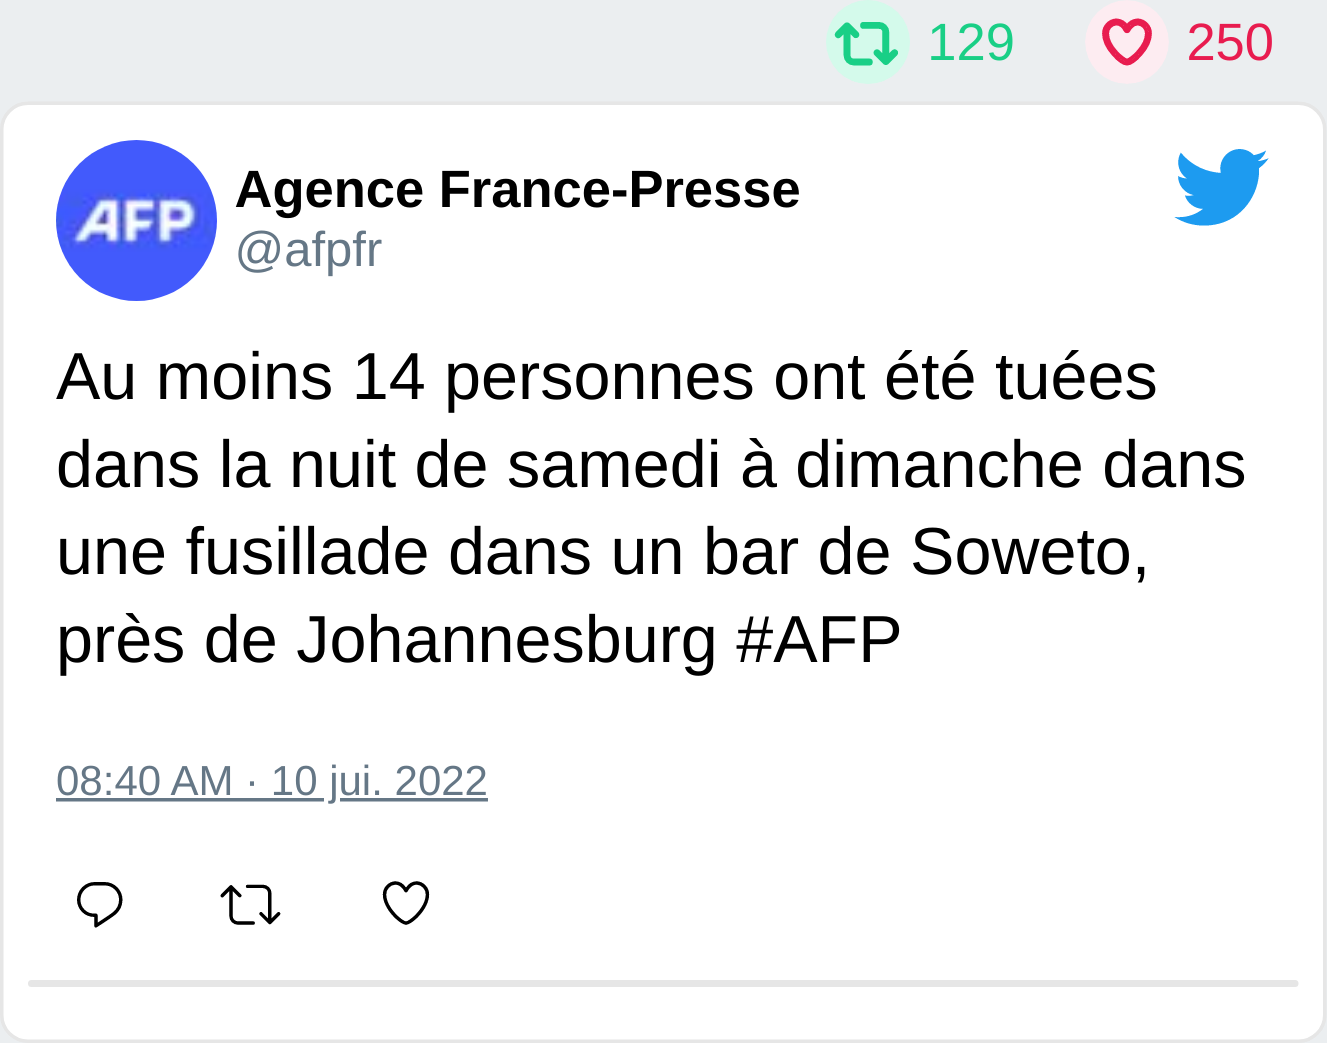 129 250
AFP
Agence France-Presse
@afpfr
Au moins 14 personnes ont été tuées
dans la nuit de samedi à dimanche dans
une fusillade dans un bar de Soweto,
près de Johannesburg #AFP
08:40 AM · 10 jui. 2022